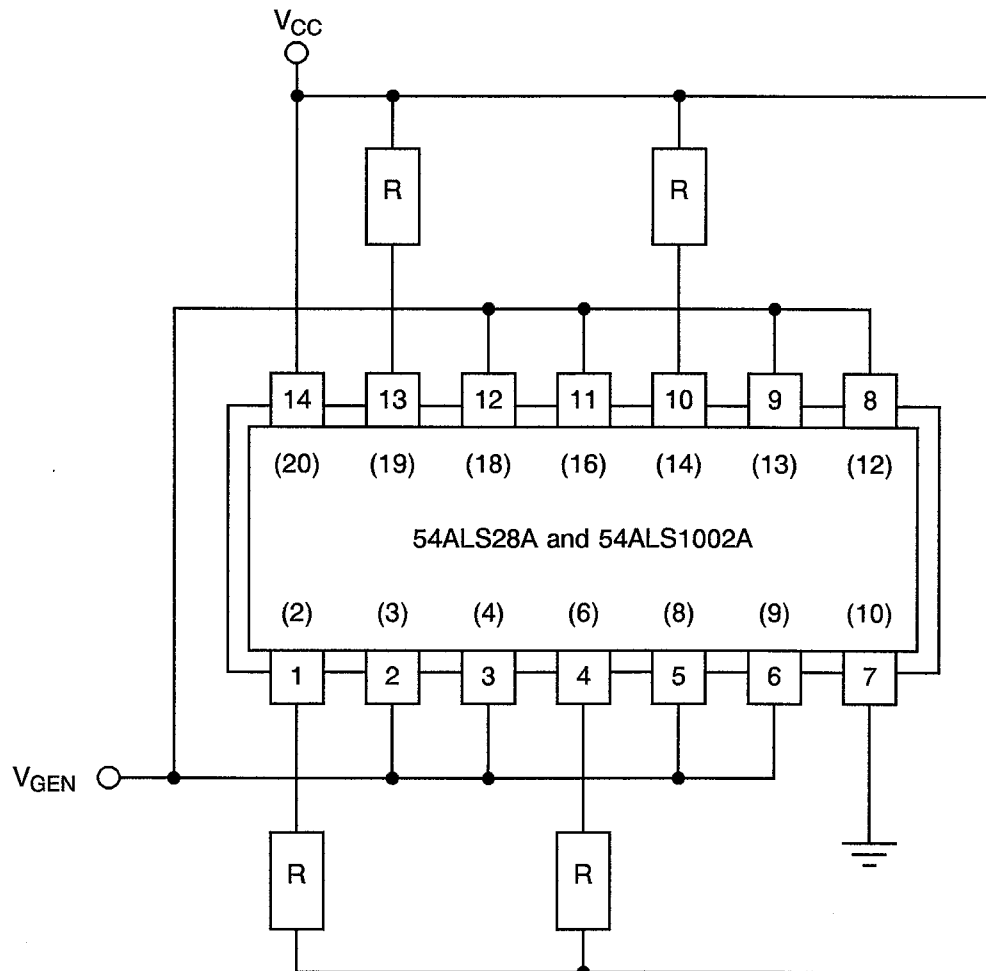 VCC
R R
14 13 12 11 10 9 8
(20) (19) (18) (16) (14) (13) (12)
54ALS28A and 54ALS1002A
(2) (3) (4) (6) (8) (9) (10)
1 2 3 4 5 6 7
VGEN
R R